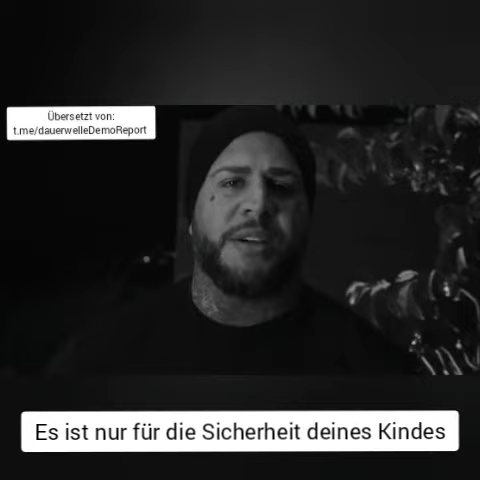 Übersetzt von:
t.me/dauerwelleDemoReport
Es ist nur für die Sicherheit deines Kindes